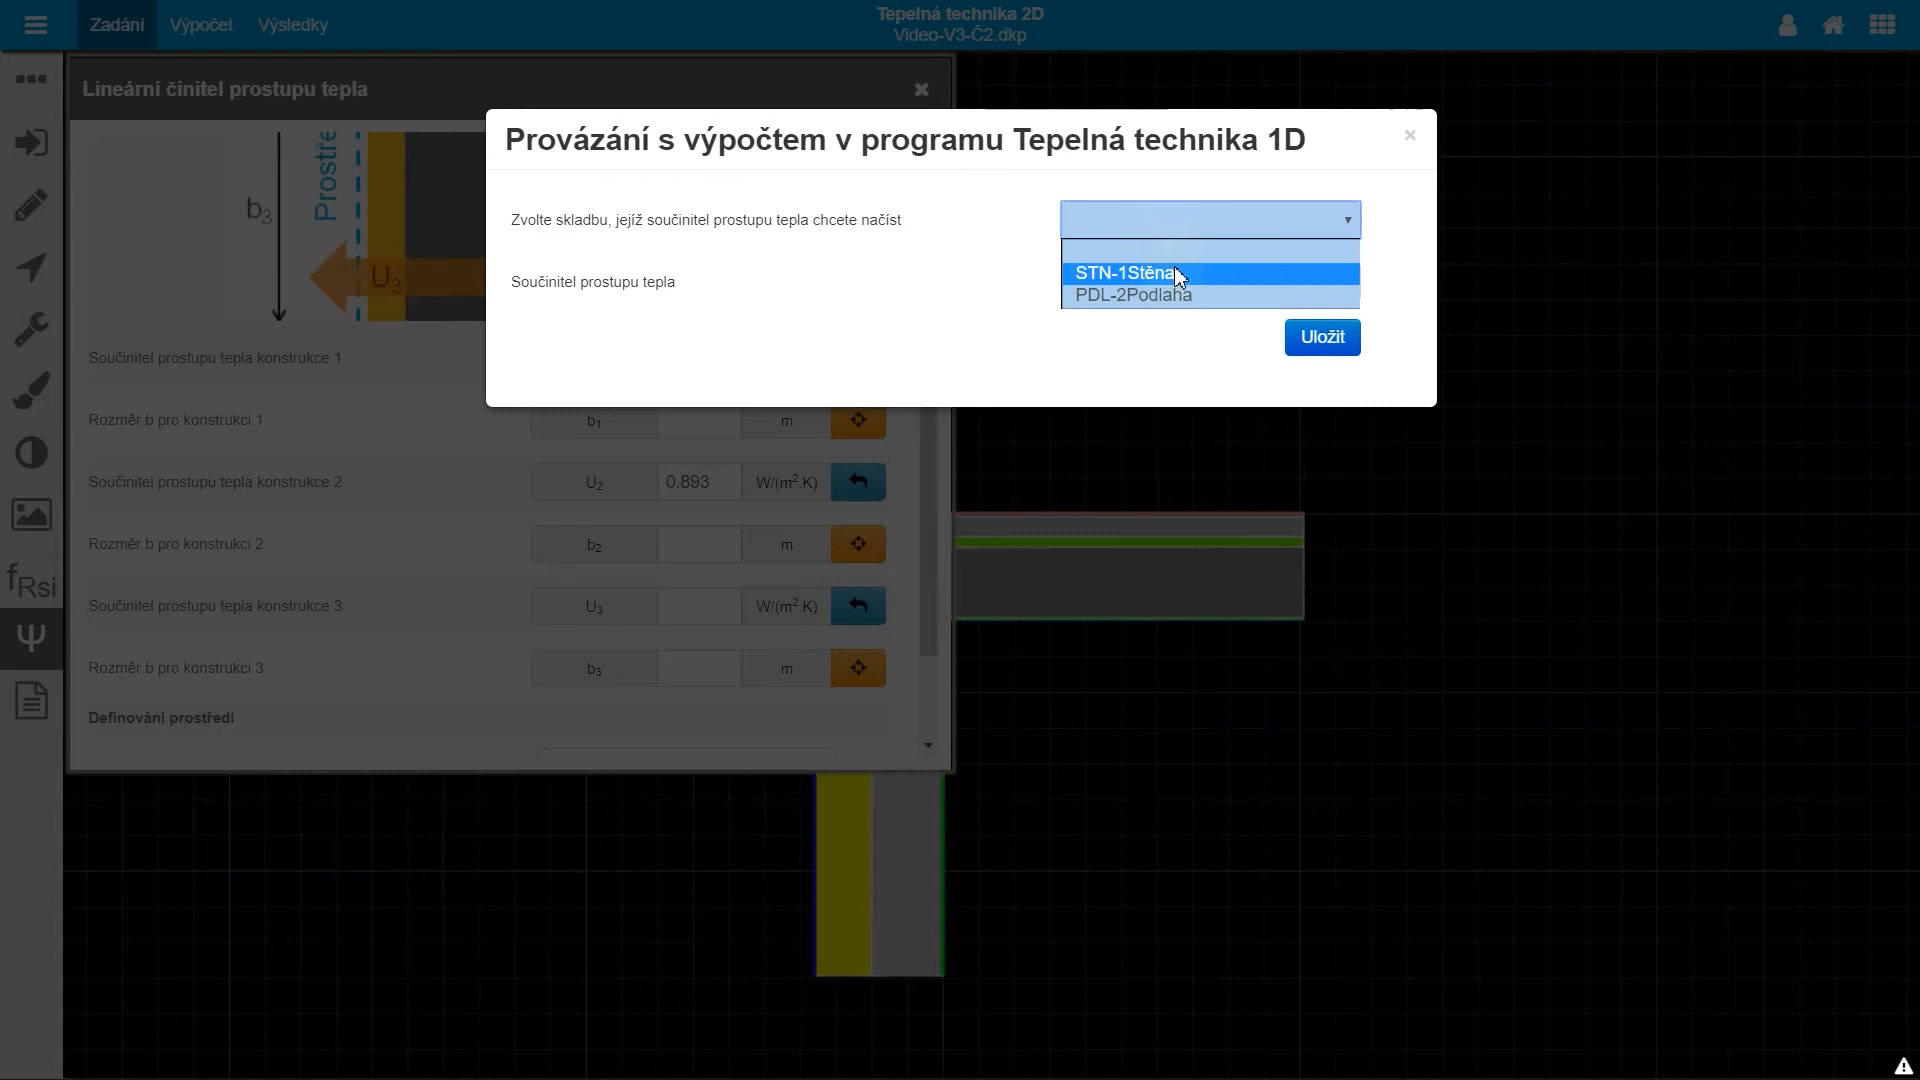 Zadání Výpočet Výsledky
Tepelná technika 2D
Video-V3-Č2.dkp
Lineární činitel prostupu tepla
Provázání s výpočtem v programu Tepelná technika 1D
Zvolte skladbu, jejíž součinitel prostupu tepla chcete načíst
STN-1Stěna
PDL-2Podlaha
Součinitel prostupu tepla
Uložit
b3
U3
Součinitel prostupu tepla konstrukce 1
Rozměr b pro konstrukci 1 b1 m
Součinitel prostupu tepla konstrukce 2 U2 0.893 W/(m2.K)
Rozměr b pro konstrukci 2 b2 m
Součinitel prostupu tepla konstrukce 3 U3 W/(m2.K)
Rozměr b pro konstrukci 3 b3 m
Definování prostředí
fRsi
Ψ